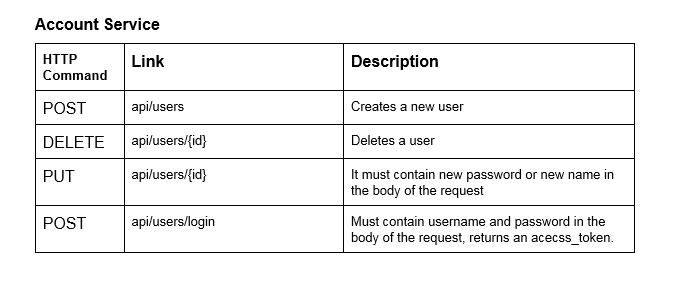 Account Service
HTTP Command Link Description
POST api/users Creates a new user
DELETE api/users/{id} Deletes a user
PUT api/users/{id} It must contain new password or new name in
the body of the request
POST api/users/login Must contain username and password in the
body of the request, returns an acecss_token.